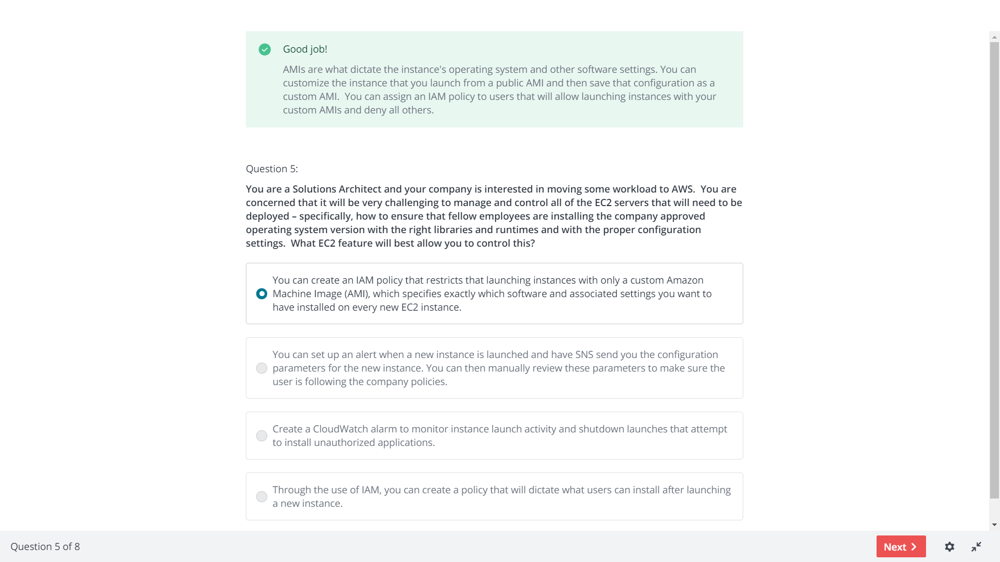 Good job!
AMIs are what dictate the instance's operating system and other software settings. You can
customize the instance that you launch from a public AMI and then save that configuration as a
custom AMI.  You can assign an IAM policy to users that will allow launching instances with your
custom AMIs and deny all others.
Question 5:
You are a Solutions Architect and your company is interested in moving some workload to AWS.  You are
concerned that it will be very challenging to manage and control all of the EC2 servers that will need to be
deployed – specifically, how to ensure that fellow employees are installing the company approved
operating system version with the right libraries and runtimes and with the proper configuration
settings.  What EC2 feature will best allow you to control this?
You can create an IAM policy that restricts that launching instances with only a custom Amazon
Machine Image (AMI), which specifies exactly which software and associated settings you want to
have installed on every new EC2 instance.
You can set up an alert when a new instance is launched and have SNS send you the configuration
parameters for the new instance. You can then manually review these parameters to make sure the
user is following the company policies.
Create a CloudWatch alarm to monitor instance launch activity and shutdown launches that attempt
to install unauthorized applications.
Through the use of IAM, you can create a policy that will dictate what users can install after launching
a new instance.
Question 5 of 8
Next